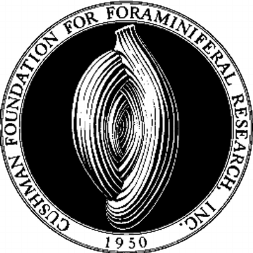 CUSHMAN FOUNDATION FOR FORAMINIFERAL RESEARCH, INC.
1950